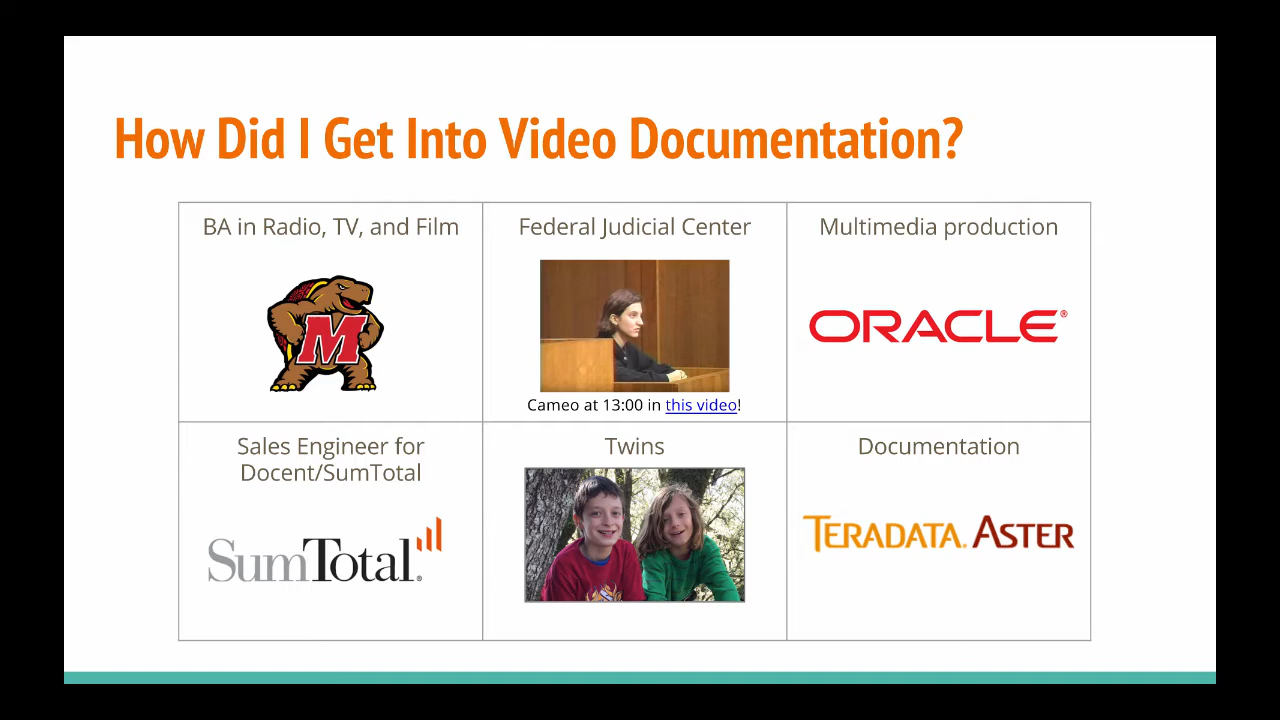 How Did I Get Into Video Documentation?
BA in Radio, TV, and Film
M
Federal Judicial Center
Cameo at 13:00 in this video!
Multimedia production
ORACLE®
Sales Engineer for
Docent/SumTotal
SumTotal®
Twins
Documentation
TERADATA. ASTER